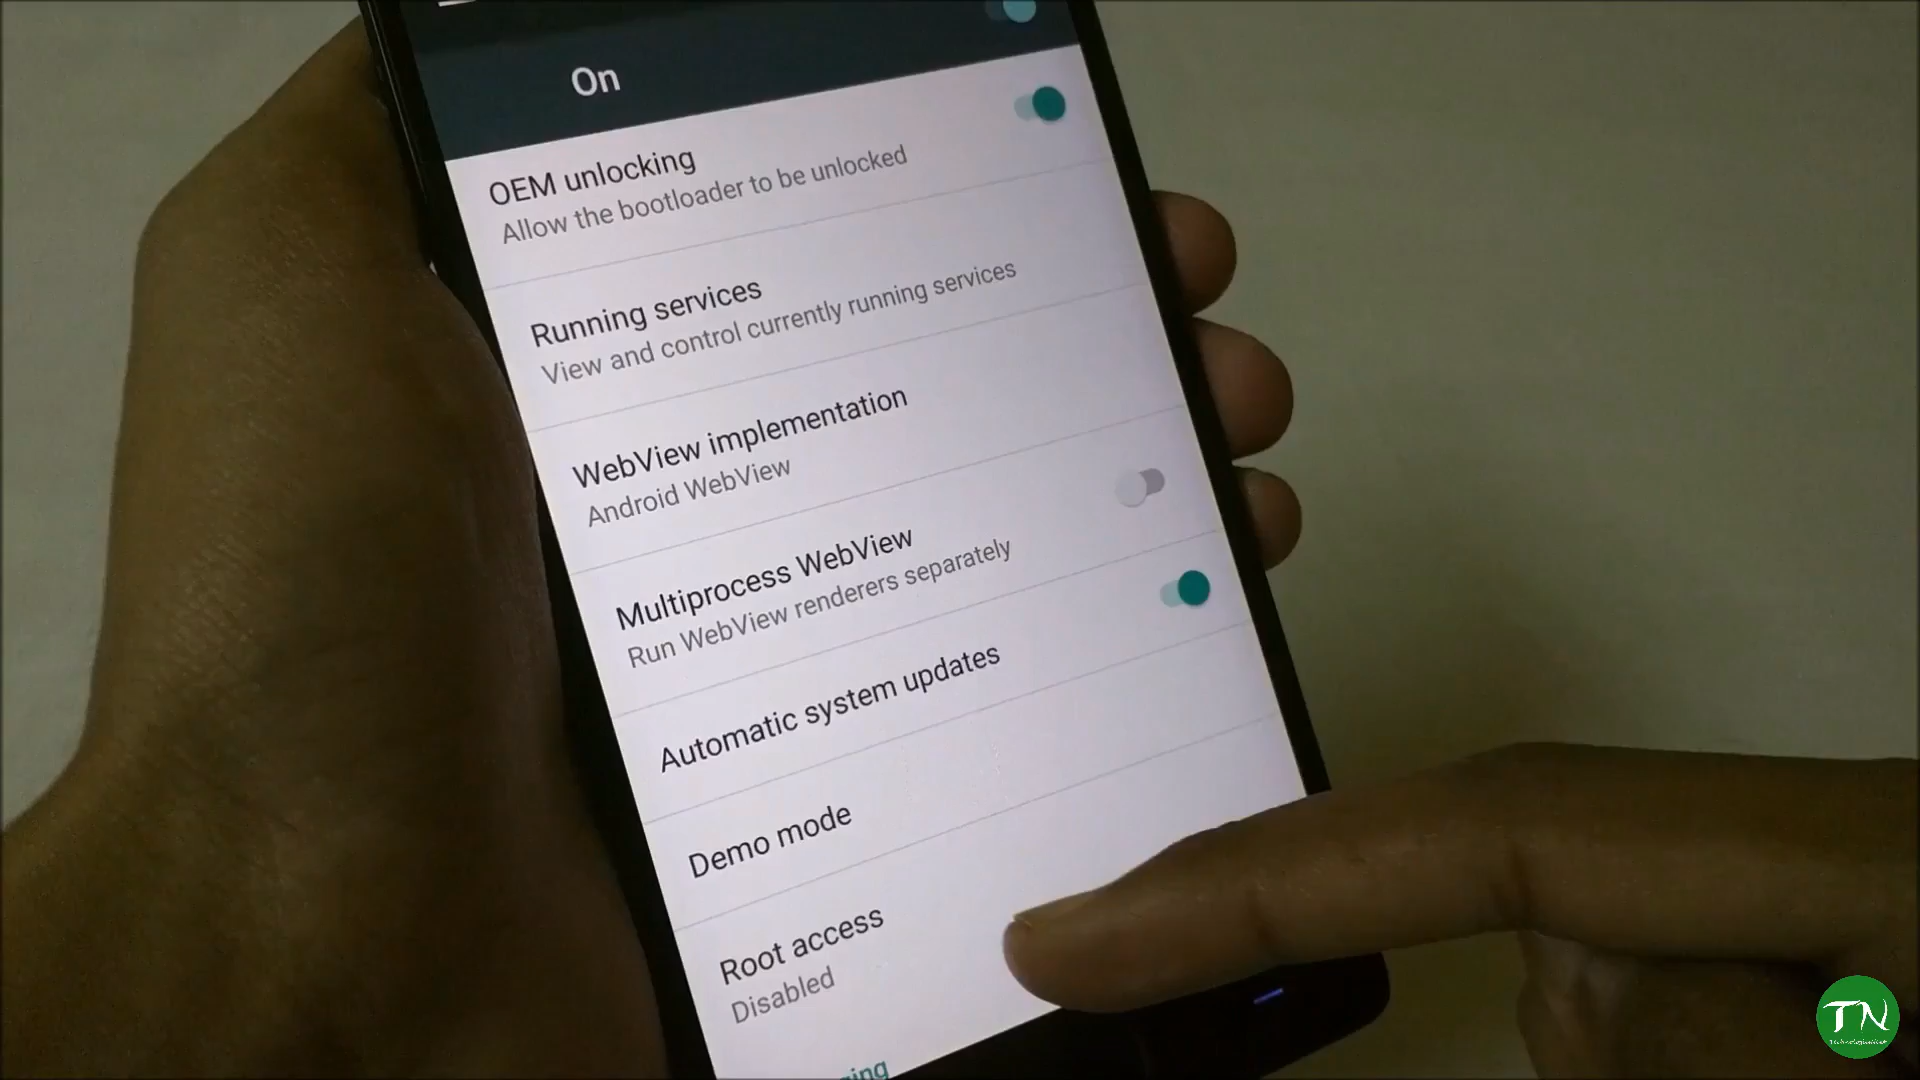 On
OEM unlocking
Allow the bootloader to be unlocked
Running services
View and control currently running services
WebView implementation
Android WebView
Multiprocess WebView
Run WebView renderers separately
Automatic system updates
Demo mode
Root access
Disabled
TN